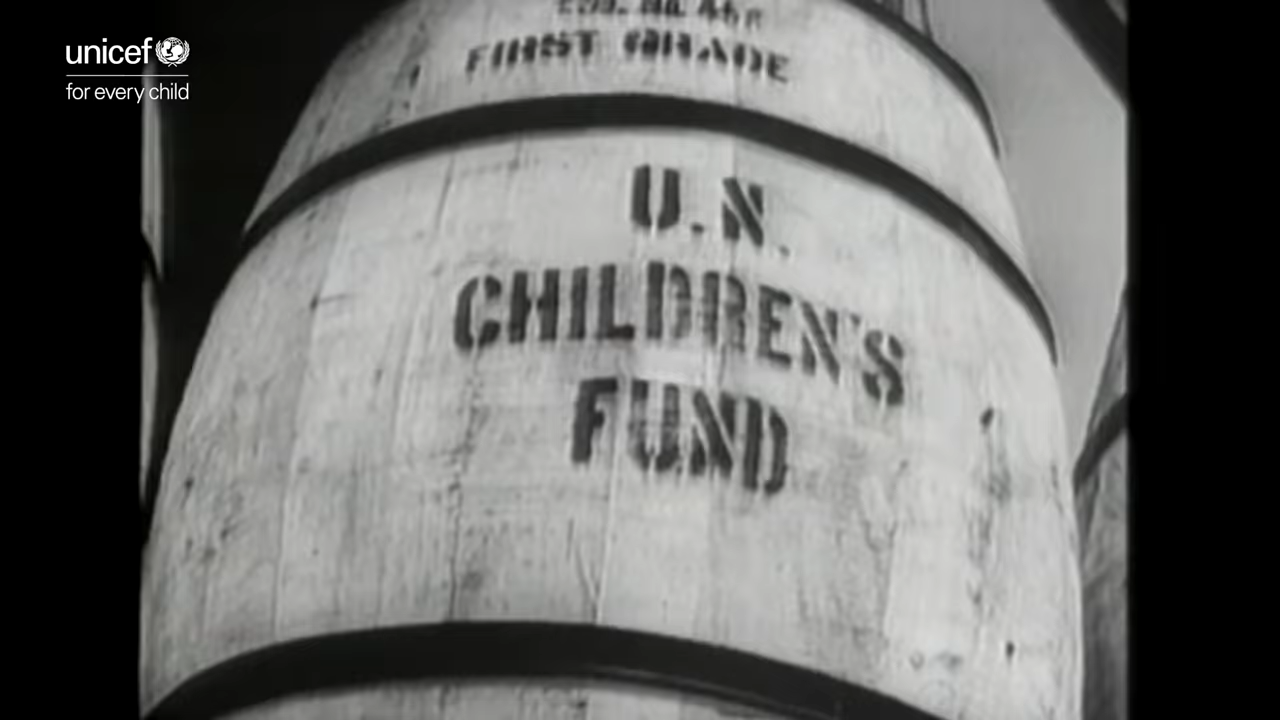 unicef
for every child
FIRST GRADE
U.N.
CHILDREN'S
FUND